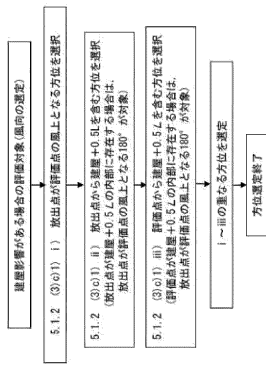 建屋影響がある場合の評価対象(風向の選定)
5.1.2 (3)c)1) ⅰ) 放出点が評価点の風上となる方位を選択
5.1.2 (3)c)1) ⅱ) 放出点から建屋+0.5Lを含む方位を選択
(放出点が建屋+0.5Lの内部に存在する場合は、
放出点が評価点の風上となる180°が対象)
5.1.2 (3)c)1) ⅲ) 評価点から建屋+0.5Lを含む方位を選択
(評価点が建屋+0.5Lの内部に存在する場合は、
放出点が評価点の風上となる180°が対象)
ⅰ~ⅲの重なる方位を選定
方位選定終了